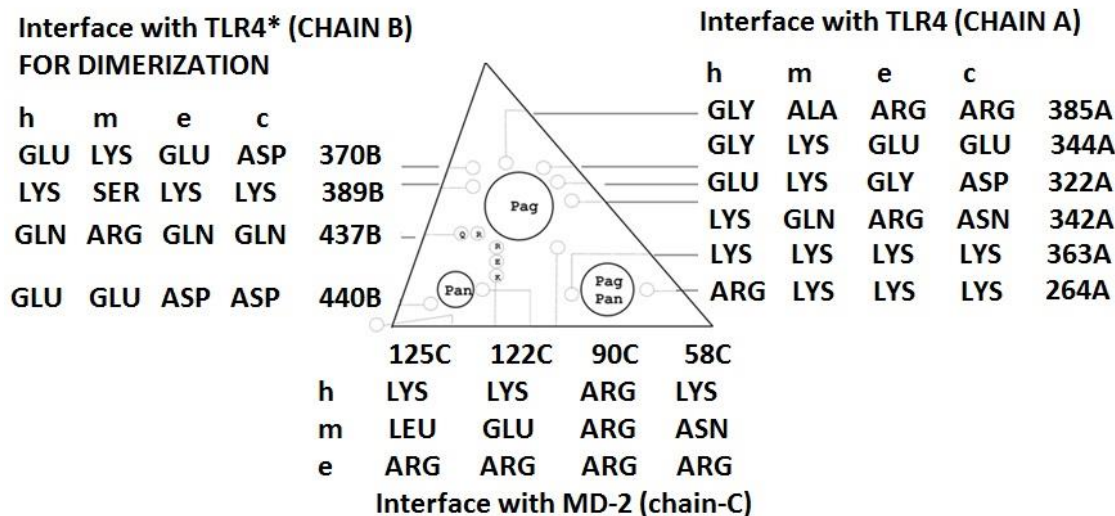 Interface with TLR4* (CHAIN B)
FOR DIMERIZATION
h m e c
GLU LYS GLU ASP 370B
LYS SER LYS LYS 389B
GLN ARG GLN GLN 437B
GLU GLU ASP ASP 440B
Interface with TLR4 (CHAIN A)
h m e c
GLY ALA ARG ARG 385A
GLY LYS GLU GLU 344A
GLU LYS GLY ASP 322A
LYS GLN ARG ASN 342A
LYS LYS LYS LYS 363A
ARG LYS LYS LYS 264A
Pag
Q R
R
E
K
Pan
Pag
Pan
125C 122C 90C 58C
h LYS LYS ARG LYS
m LEU GLU ARG ASN
e ARG ARG ARG ARG
Interface with MD-2 (chain-C)